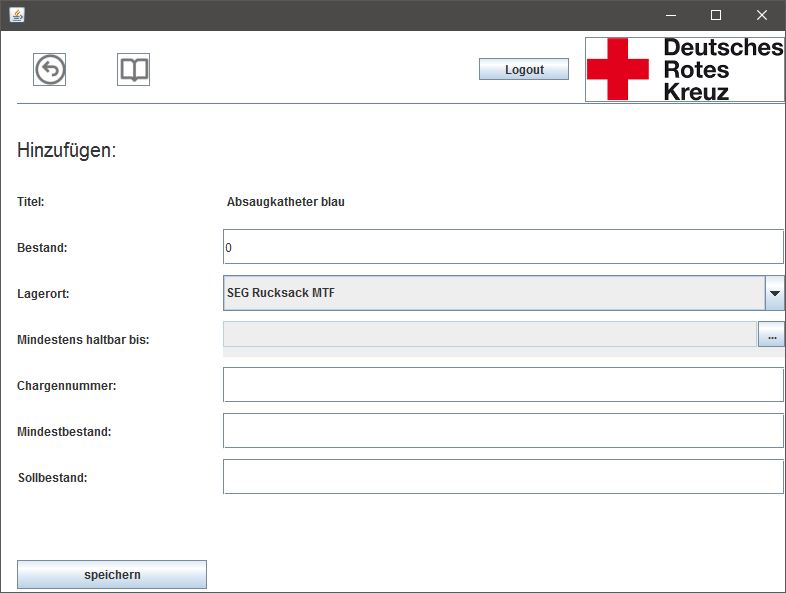 Logout
Deutsches
Rotes
Kreuz
Hinzufügen:
Titel: Absaugkatheter blau
Bestand: 0
Lagerort: SEG Rucksack MTF
Mindestens haltbar bis: ...
Chargennummer:
Mindestbestand:
Sollbestand:
speichern